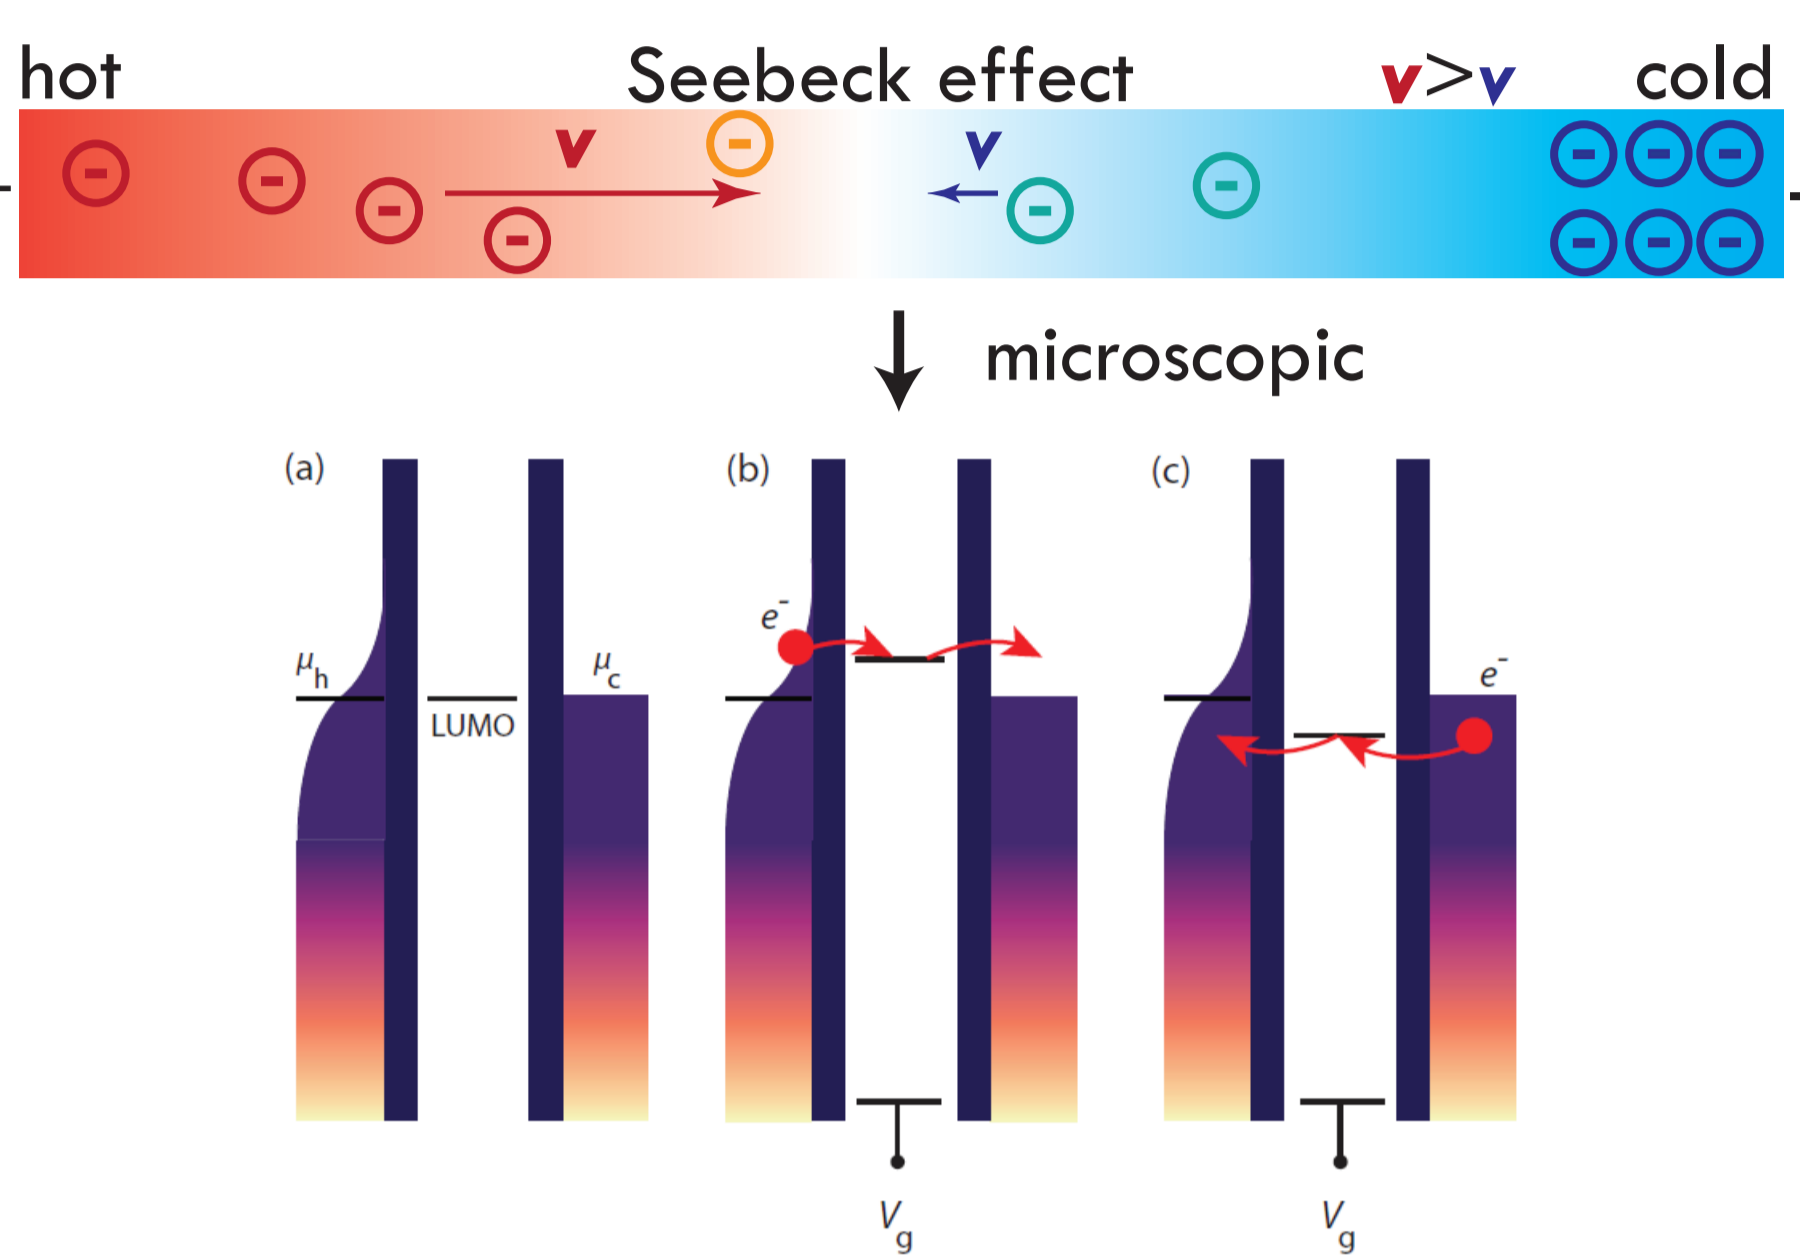 hot Seebeck effect v>v cold
- - - - v - v - - - - -
- - -
microscopic
(a) (b) (c)
e-
μh μc e-
LUMO
Vg Vg